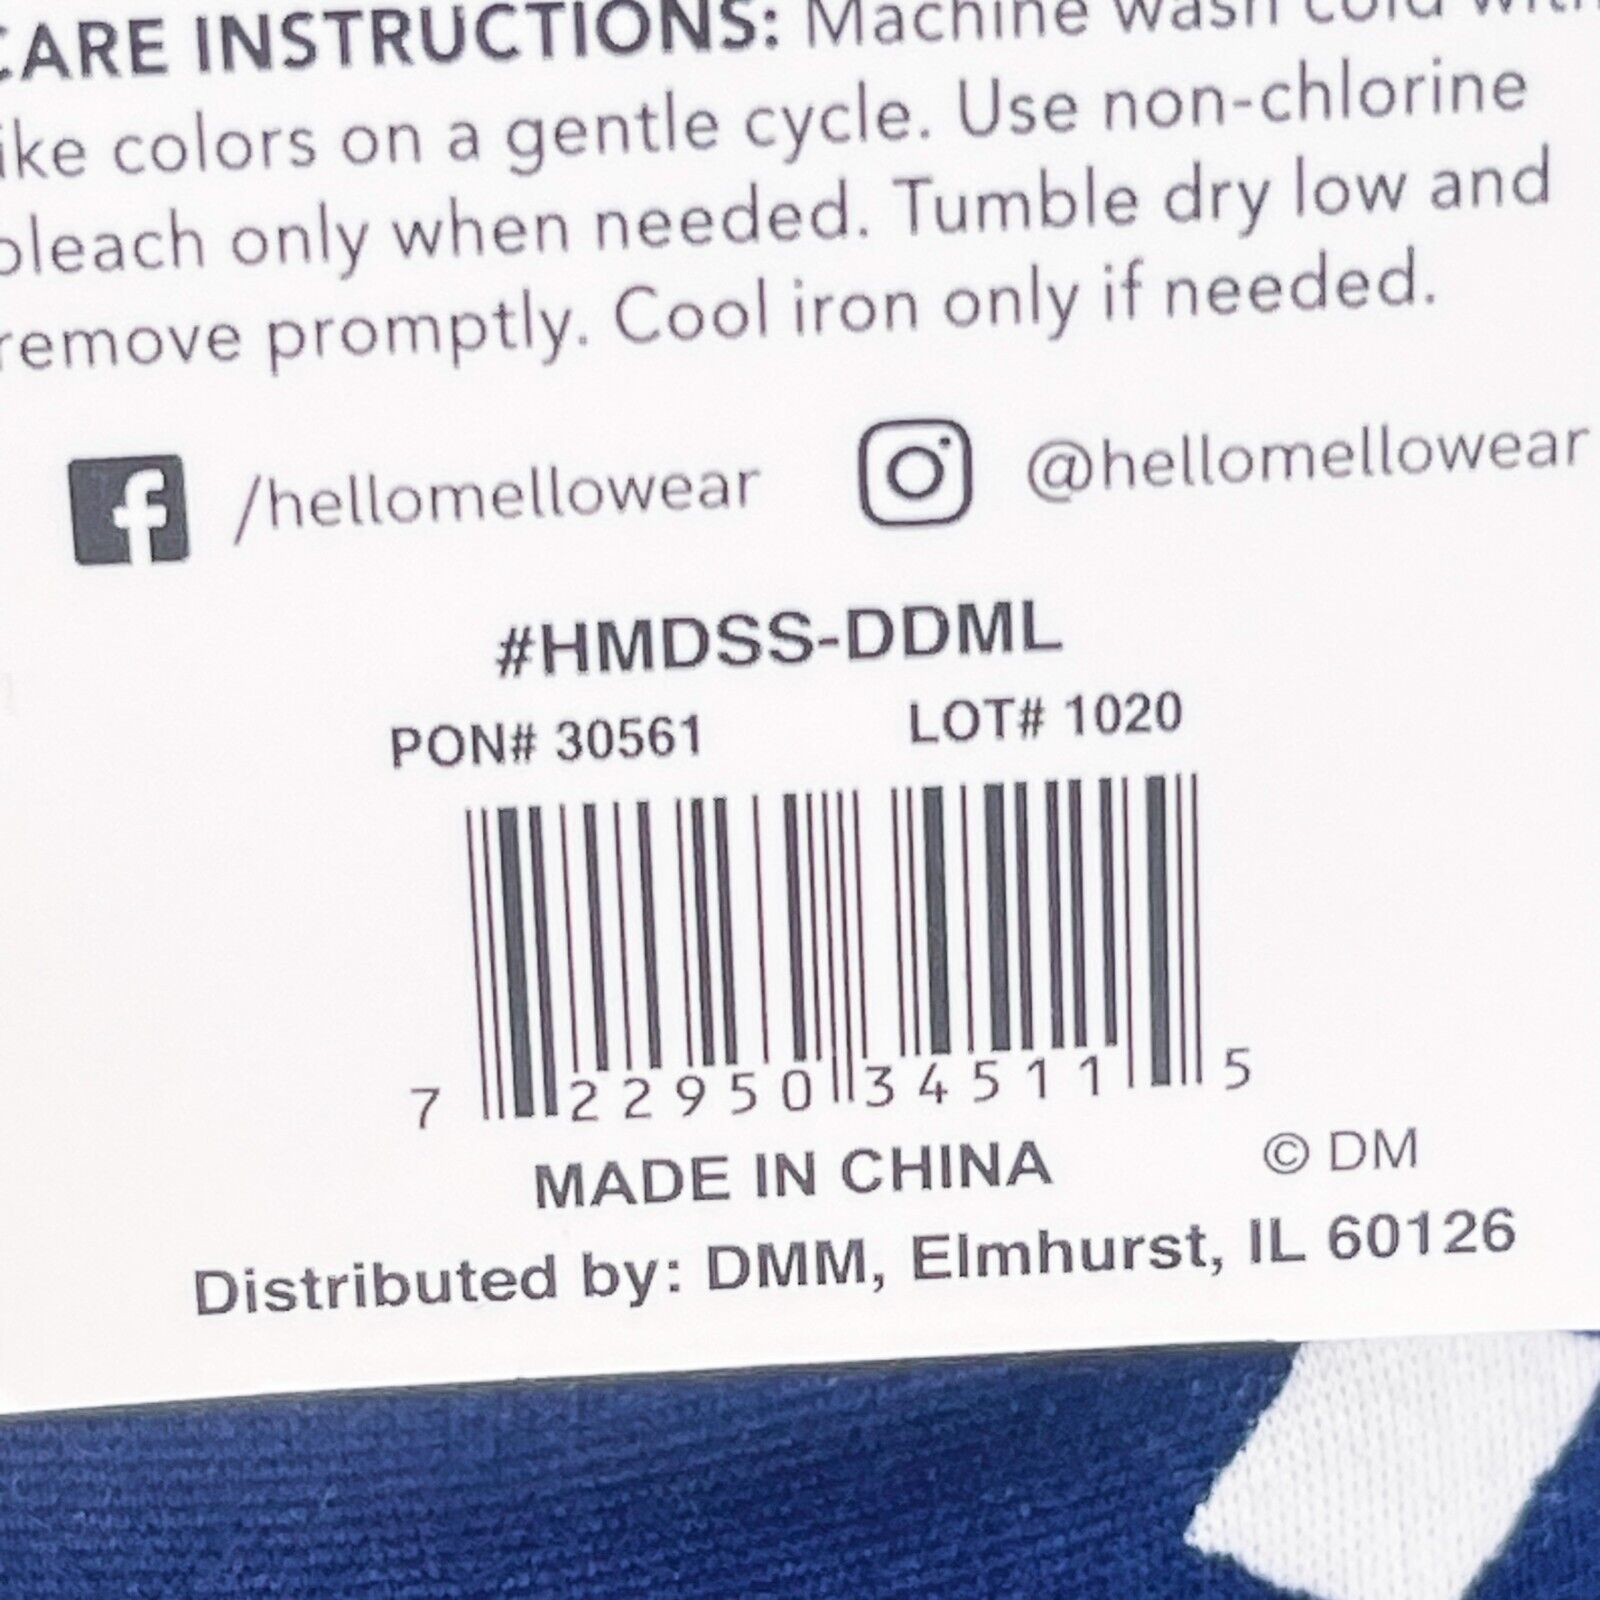 CARE INSTRUCTIONS: Machine wash cold with
like colors on a gentle cycle. Use non-chlorine
bleach only when needed. Tumble dry low and
remove promptly. Cool iron only if needed.
/hellomellowear @hellomellowear
#HMDSS-DDML
PON# 30561 LOT# 1020
7 22950 34511 5
MADE IN CHINA © DM
Distributed by: DMM, Elmhurst, IL 60126